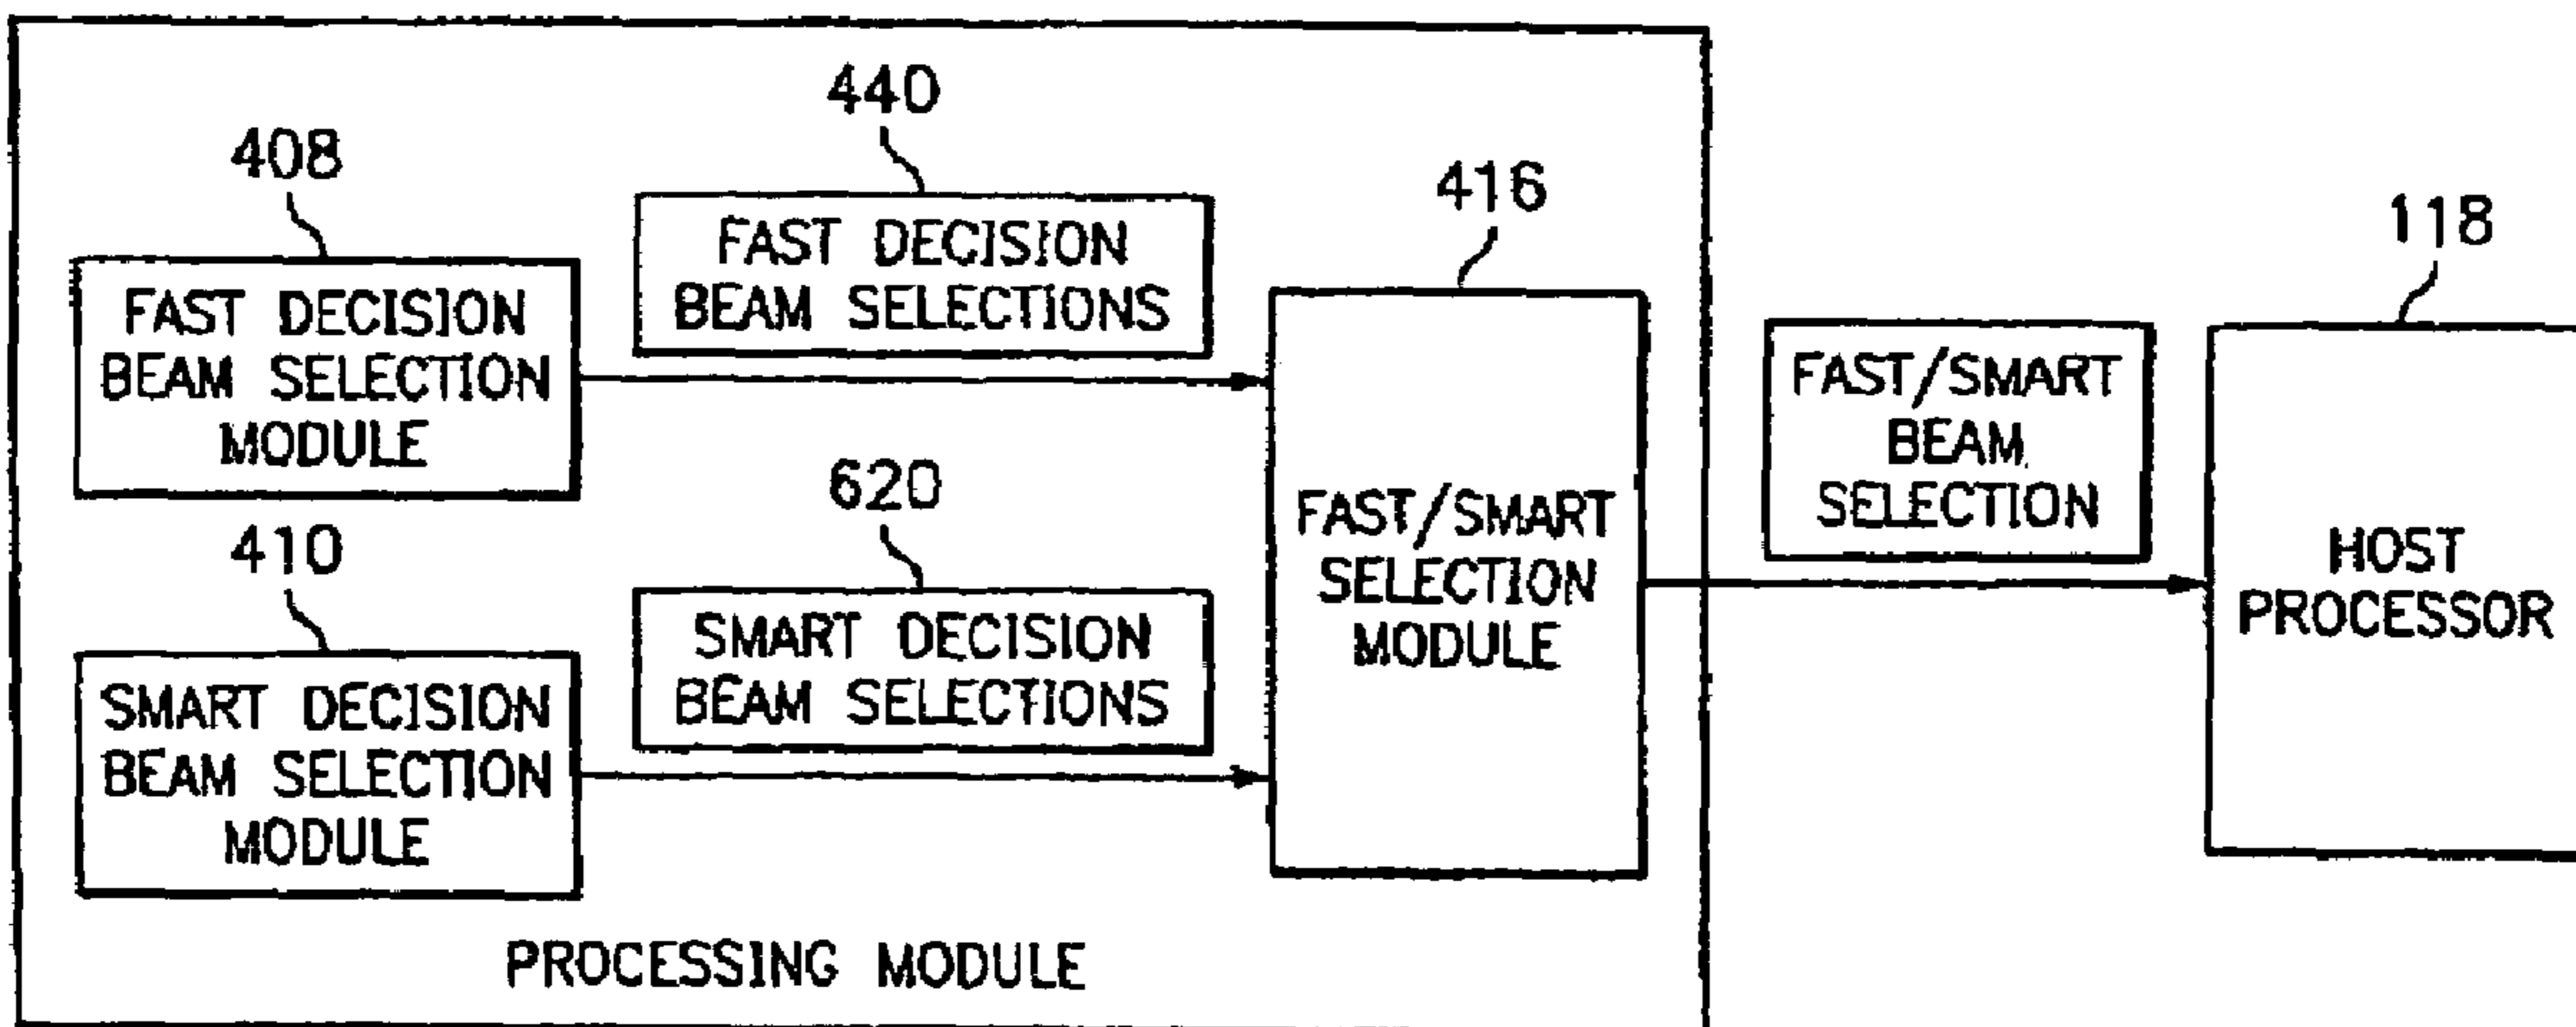 440
408
FAST DECISION
BEAM SELECTIONS
416
118
FAST DECISION
BEAM SELECTION
MODULE
FAST/SMART
BEAM
SELECTION
620
410
SMART DECISION
BEAM SELECTIONS
FAST/SMART
SELECTION
MODULE
HOST
PROCESSOR
SMART DECISION
BEAM SELECTION
MODULE
PROCESSING MODULE